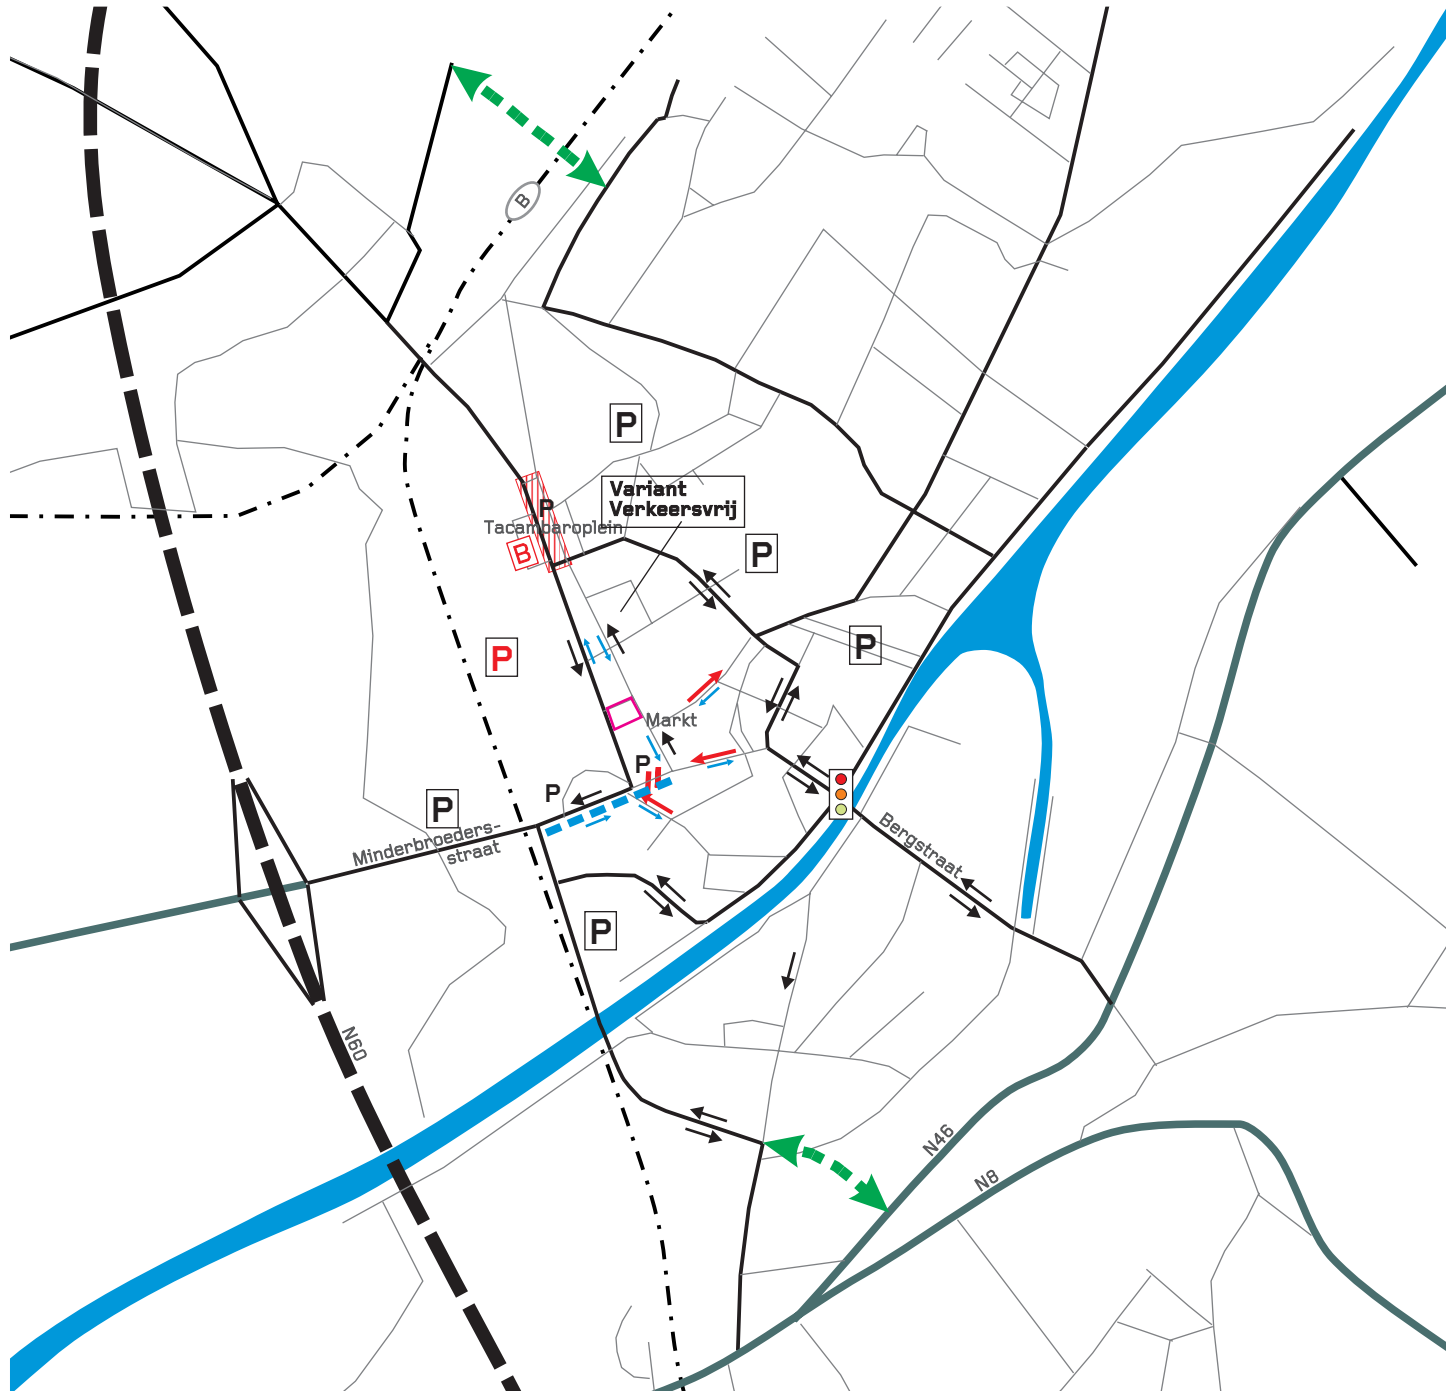 B
P
Variant
Verkeersvrij
P
Tacambaroplein
B
P
P
P
Markt
P
P
P
Minderbroeders-
straat
Bergstraat
P
N60
N46
N8